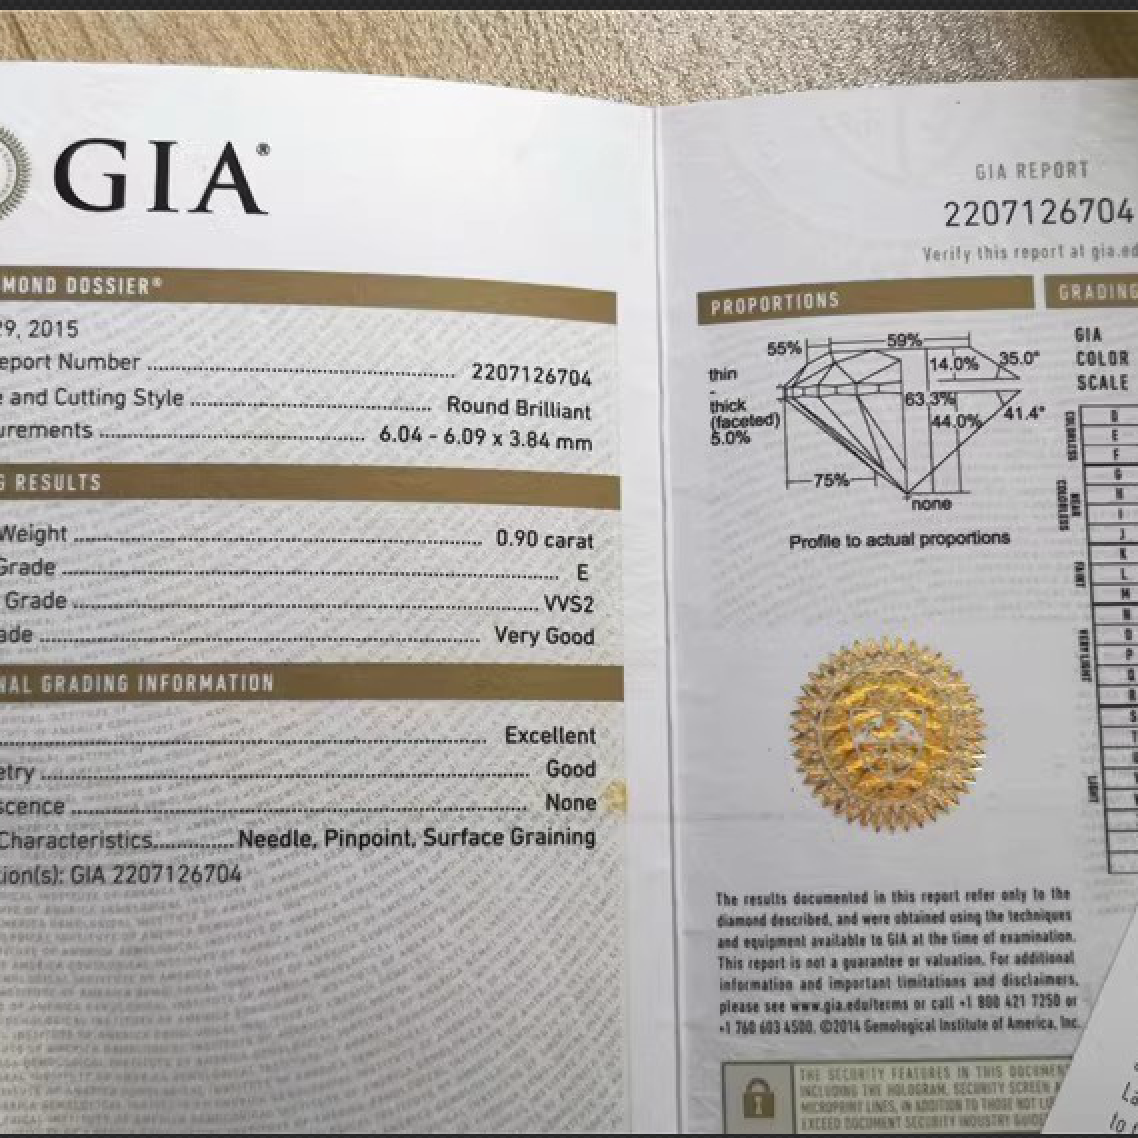 GIA®
MOND DOSSIER®
29, 2015
eport Number 2207126704
e and Cutting Style Round Brilliant
urements 6.04 - 6.09 x 3.84 mm
G RESULTS
Weight 0.90 carat
Grade E
Grade VVS2
ade Very Good
NAL GRADING INFORMATION
Excellent
etry Good
scence None
Characteristics Needle, Pinpoint, Surface Graining
tion(s): GIA 2207126704
GIA REPORT
2207126704
Verify this report at gia.ed
PROPORTIONS
55%
59%
14.0%
35.0°
thin
-
thick
(faceted)
5.0%
63.3%
44.0%
41.4°
75%
none
Profile to actual proportions
GRADING
GIA
COLOR
SCALE
COLORLESS
NEAR COLORLESS
FAINT
VERY LIGHT
LIGHT
D
E
F
G
H
I
J
K
L
M
N
O
P
Q
R
S
T
The results documented in this report refer only to the
diamond described, and were obtained using the techniques
and equipment available to GIA at the time of examination.
This report is not a guarantee or valuation. For additional
information and important limitations and disclaimers,
please see www.gia.edu/terms or call +1 800 421 7250 or
+1 760 603 4500. ©2014 Gemological Institute of America, Inc.
THE SECURITY FEATURES IN THIS DOCUMENT
INCLUDING THE HOLOGRAM, SECURITY SCREEN A
MICROPRINT LINES, IN ADDITION TO THOSE NOT LI
EXCEED DOCUMENT SECURITY INDUSTRY GUIDE
La
to